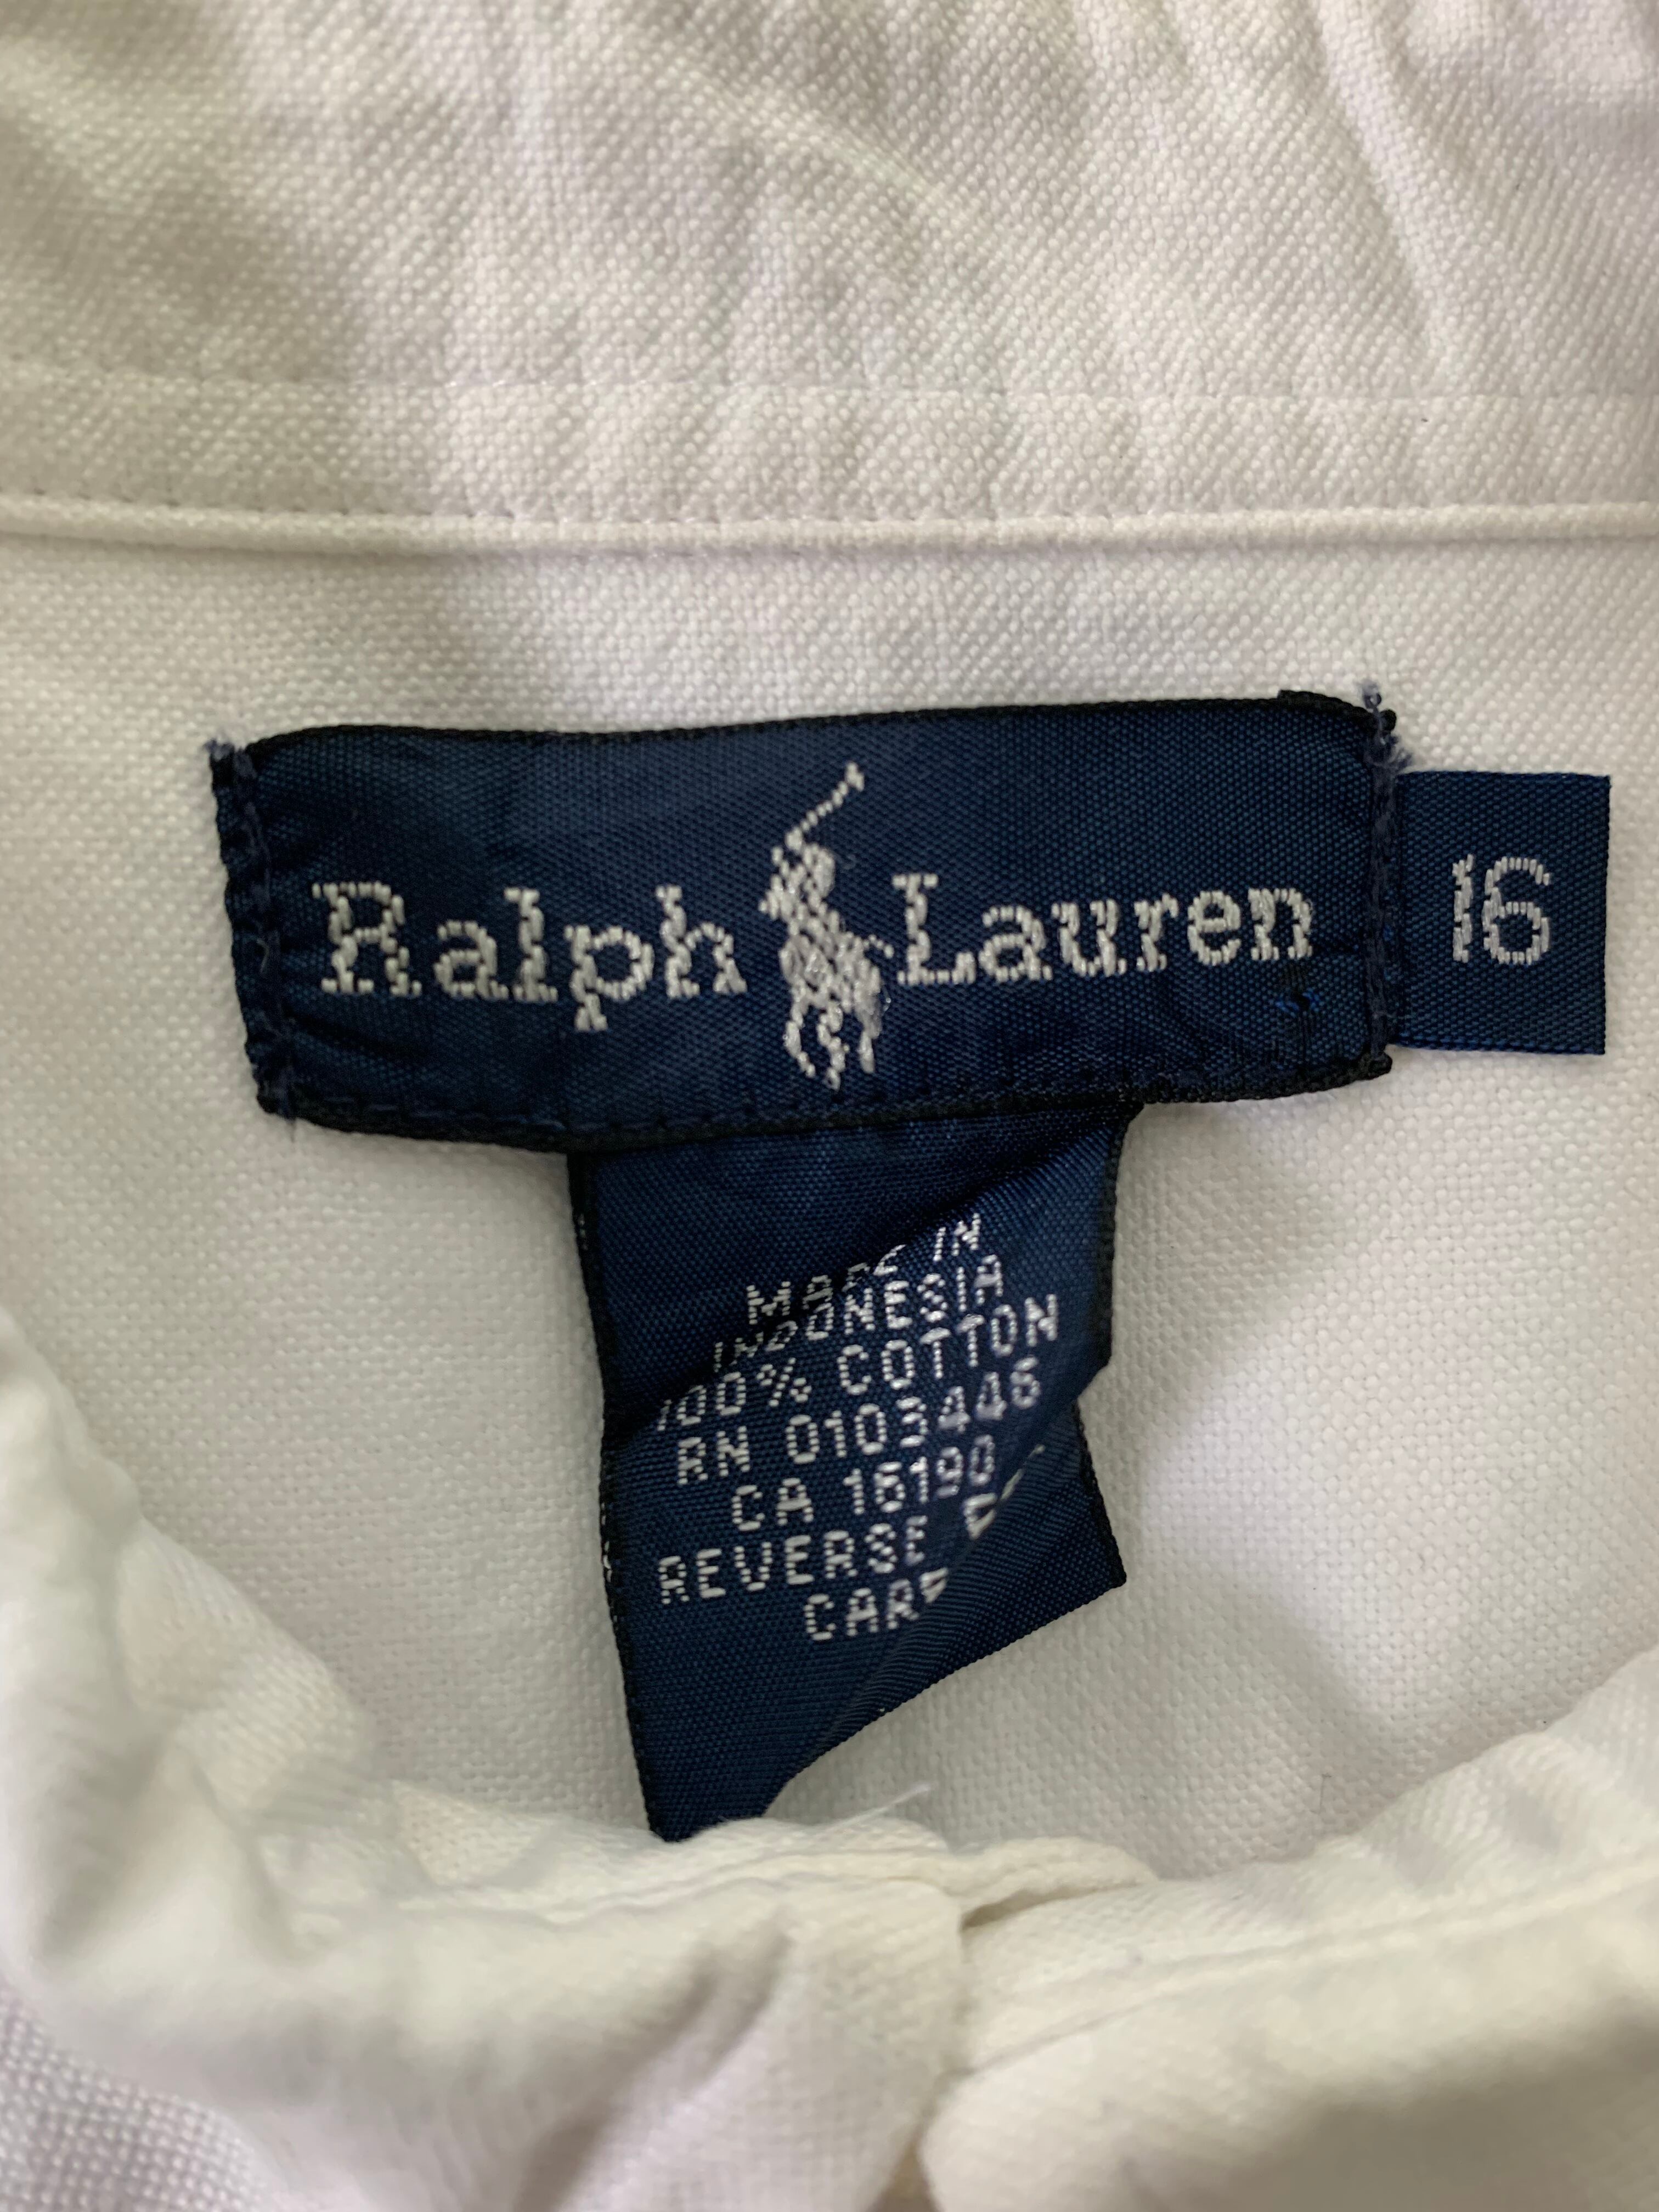 Ralph Lauren
16
MADE IN
INDONESIA
100% COTTON
RN 0103446
CA 16190
REVERSE
CARE